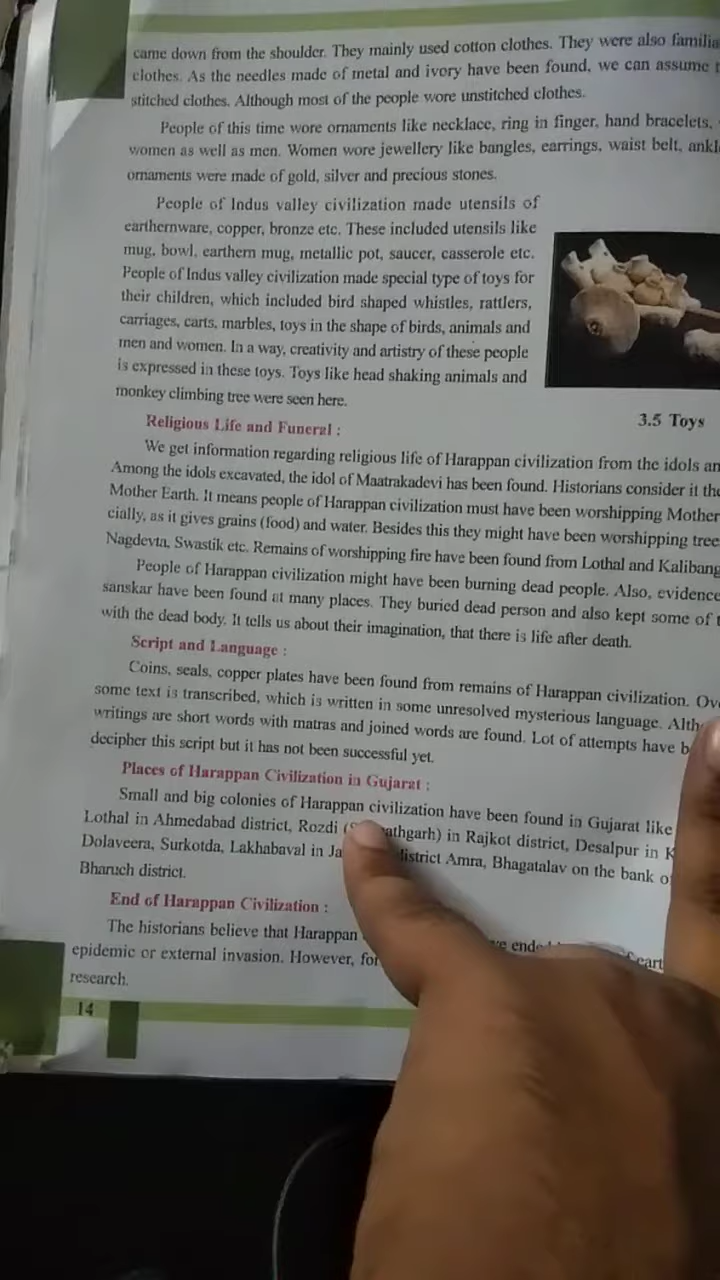 came down from the shoulder. They mainly used cotton clothes. They were also
clothes. As the needles made of metal and ivory have been found, we can assume
stitched clothes. Although most of the people wore unstitched clothes.
People of this time wore ornaments like necklace, ring in finger, hand bracelets,
women as well as men. Women wore jewellery like bangles, earrings, waist belt,
ornaments were made of gold, silver and precious stones.
People of Indus valley civilization made utensils of
earthernware, copper, bronze etc. These included utensils like
mug, bowl, earthern mug, metallic pot, saucer, casserole etc.
People of Indus valley civilization made special type of toys for
their children, which included bird shaped whistles, rattlers,
carriages, carts, marbles, toys in the shape of birds, animals and
men and women. In a way, creativity and artistry of these people
is expressed in these toys. Toys like head shaking animals and
monkey climbing tree were seen here.
3.5 Toys
Religious Life and Funeral :
We get information regarding religious life of Harappan civilization from the idols
Among the idols excavated, the idol of Maatrakadevi has been found. Historians consider it
Mother Earth. It means people of Harappan civilization must have been worshipping Mother
cially, as it gives grains (food) and water. Besides this they might have been worshipping
Nagdevta, Swastik etc. Remains of worshipping fire have been found from Lothal and
People of Harappan civilization might have been burning dead people. Also,
sanskar have been found at many places. They buried dead person and also kept some of
with the dead body. It tells us about their imagination, that there is life after death.
Script and Language :
Coins, seals, copper plates have been found from remains of Harappan civilization.
some text is transcribed, which is written in some unresolved mysterious language.
writings are short words with matras and joined words are found. Lot of attempts have
decipher this script but it has not been successful yet.
Places of Harappan Civilization in Gujarat :
Small and big colonies of Harappan civilization have been found in Gujarat like
Lothal in Ahmedabad district, Rozdi in Rajkot district, Desalpur in
Dolaveera, Surkotda, Lakhabaval in district Amra, Bhagatalav on the bank
Bharuch district.
End of Harappan Civilization :
The historians believe that Harappan
epidemic or external invasion. However,
research.
14